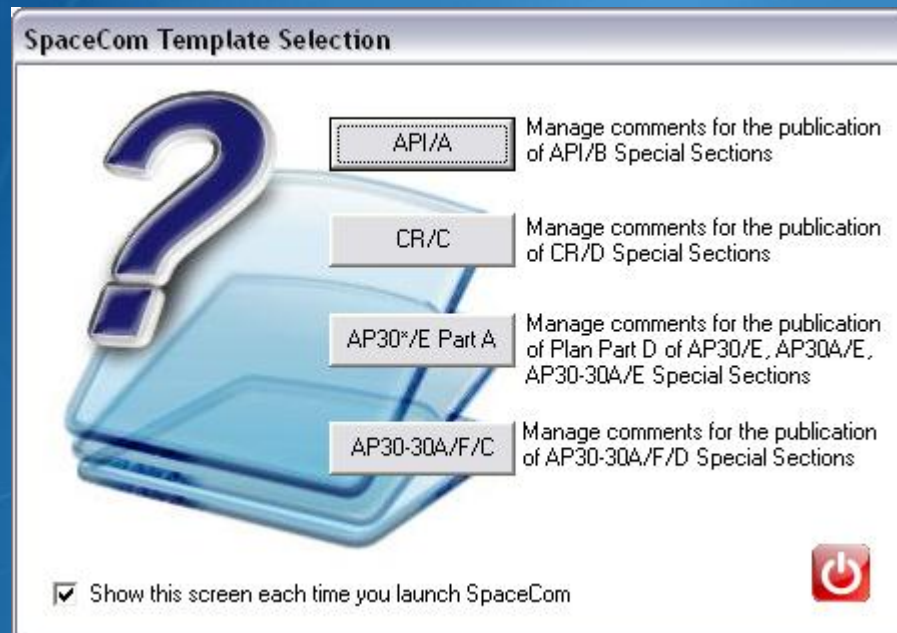 SpaceCom Template Selection
API/A
Manage comments for the publication
of API/B Special Sections
CR/C
Manage comments for the publication
of CR/D Special Sections
AP30*/E Part A
Manage comments for the publication
of Plan Part D of AP30/E, AP30A/E,
AP30-30A/E Special Sections
AP30-30A/F/C
Manage comments for the publication
of AP30-30A/F/D Special Sections
Show this screen each time you launch SpaceCom